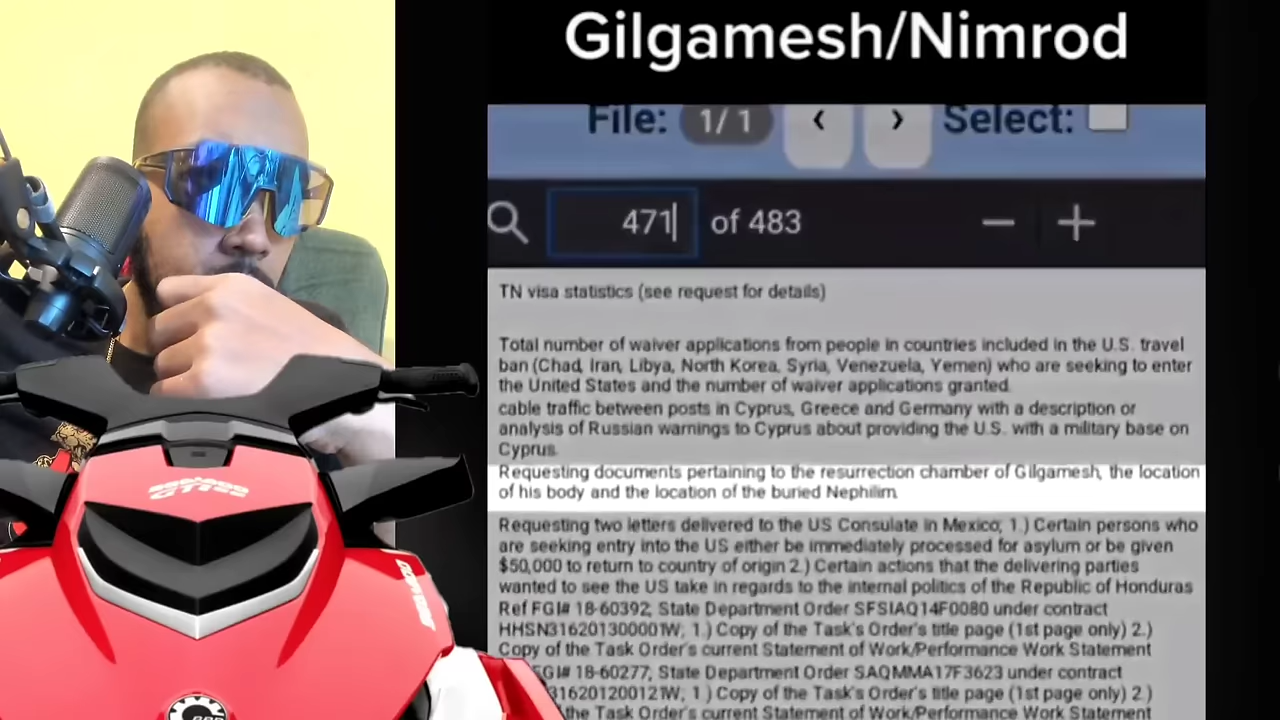 Gilgamesh/Nimrod
File: 1/1 ‹ › Select:
471 of 483
TN visa statistics (see request for details)
Total number of waiver applications from people in countries included in the U.S. travel
ban (Chad, Iran, Libya, North Korea, Syria, Venezuela, Yemen) who are seeking to enter
the United States and the number of waiver applications granted.
cable traffic between posts in Cyprus, Greece and Germany with a description or
analysis of Russian warnings to Cyprus about providing the U.S. with a military base on
Cyprus.
Requesting documents pertaining to the resurrection chamber of Gilgamesh, the location
of his body and the location of the buried Nephilim.
Requesting two letters delivered to the US Consulate in Mexico; 1.) Certain persons who
are seeking entry into the US either be immediately processed for asylum or be given
$50,000 to return to country of origin 2.) Certain actions that the delivering parties
wanted to see the US take in regards to the internal politics of the Republic of Honduras
Ref FGI# 18-60392; State Department Order SFSIAQ14F0080 under contract
HHSN316201300001W; 1.) Copy of the Task's Order's title page (1st page only) 2.)
Copy of the Task Order's current Statement of Work/Performance Work Statement
FGI# 18-60277; State Department Order SAQMMA17F3623 under contract
316201200121W; 1.) Copy of the Task's Order's title page (1st page only) 2.)
the Task Order's current Statement of Work/Performance Work Statement